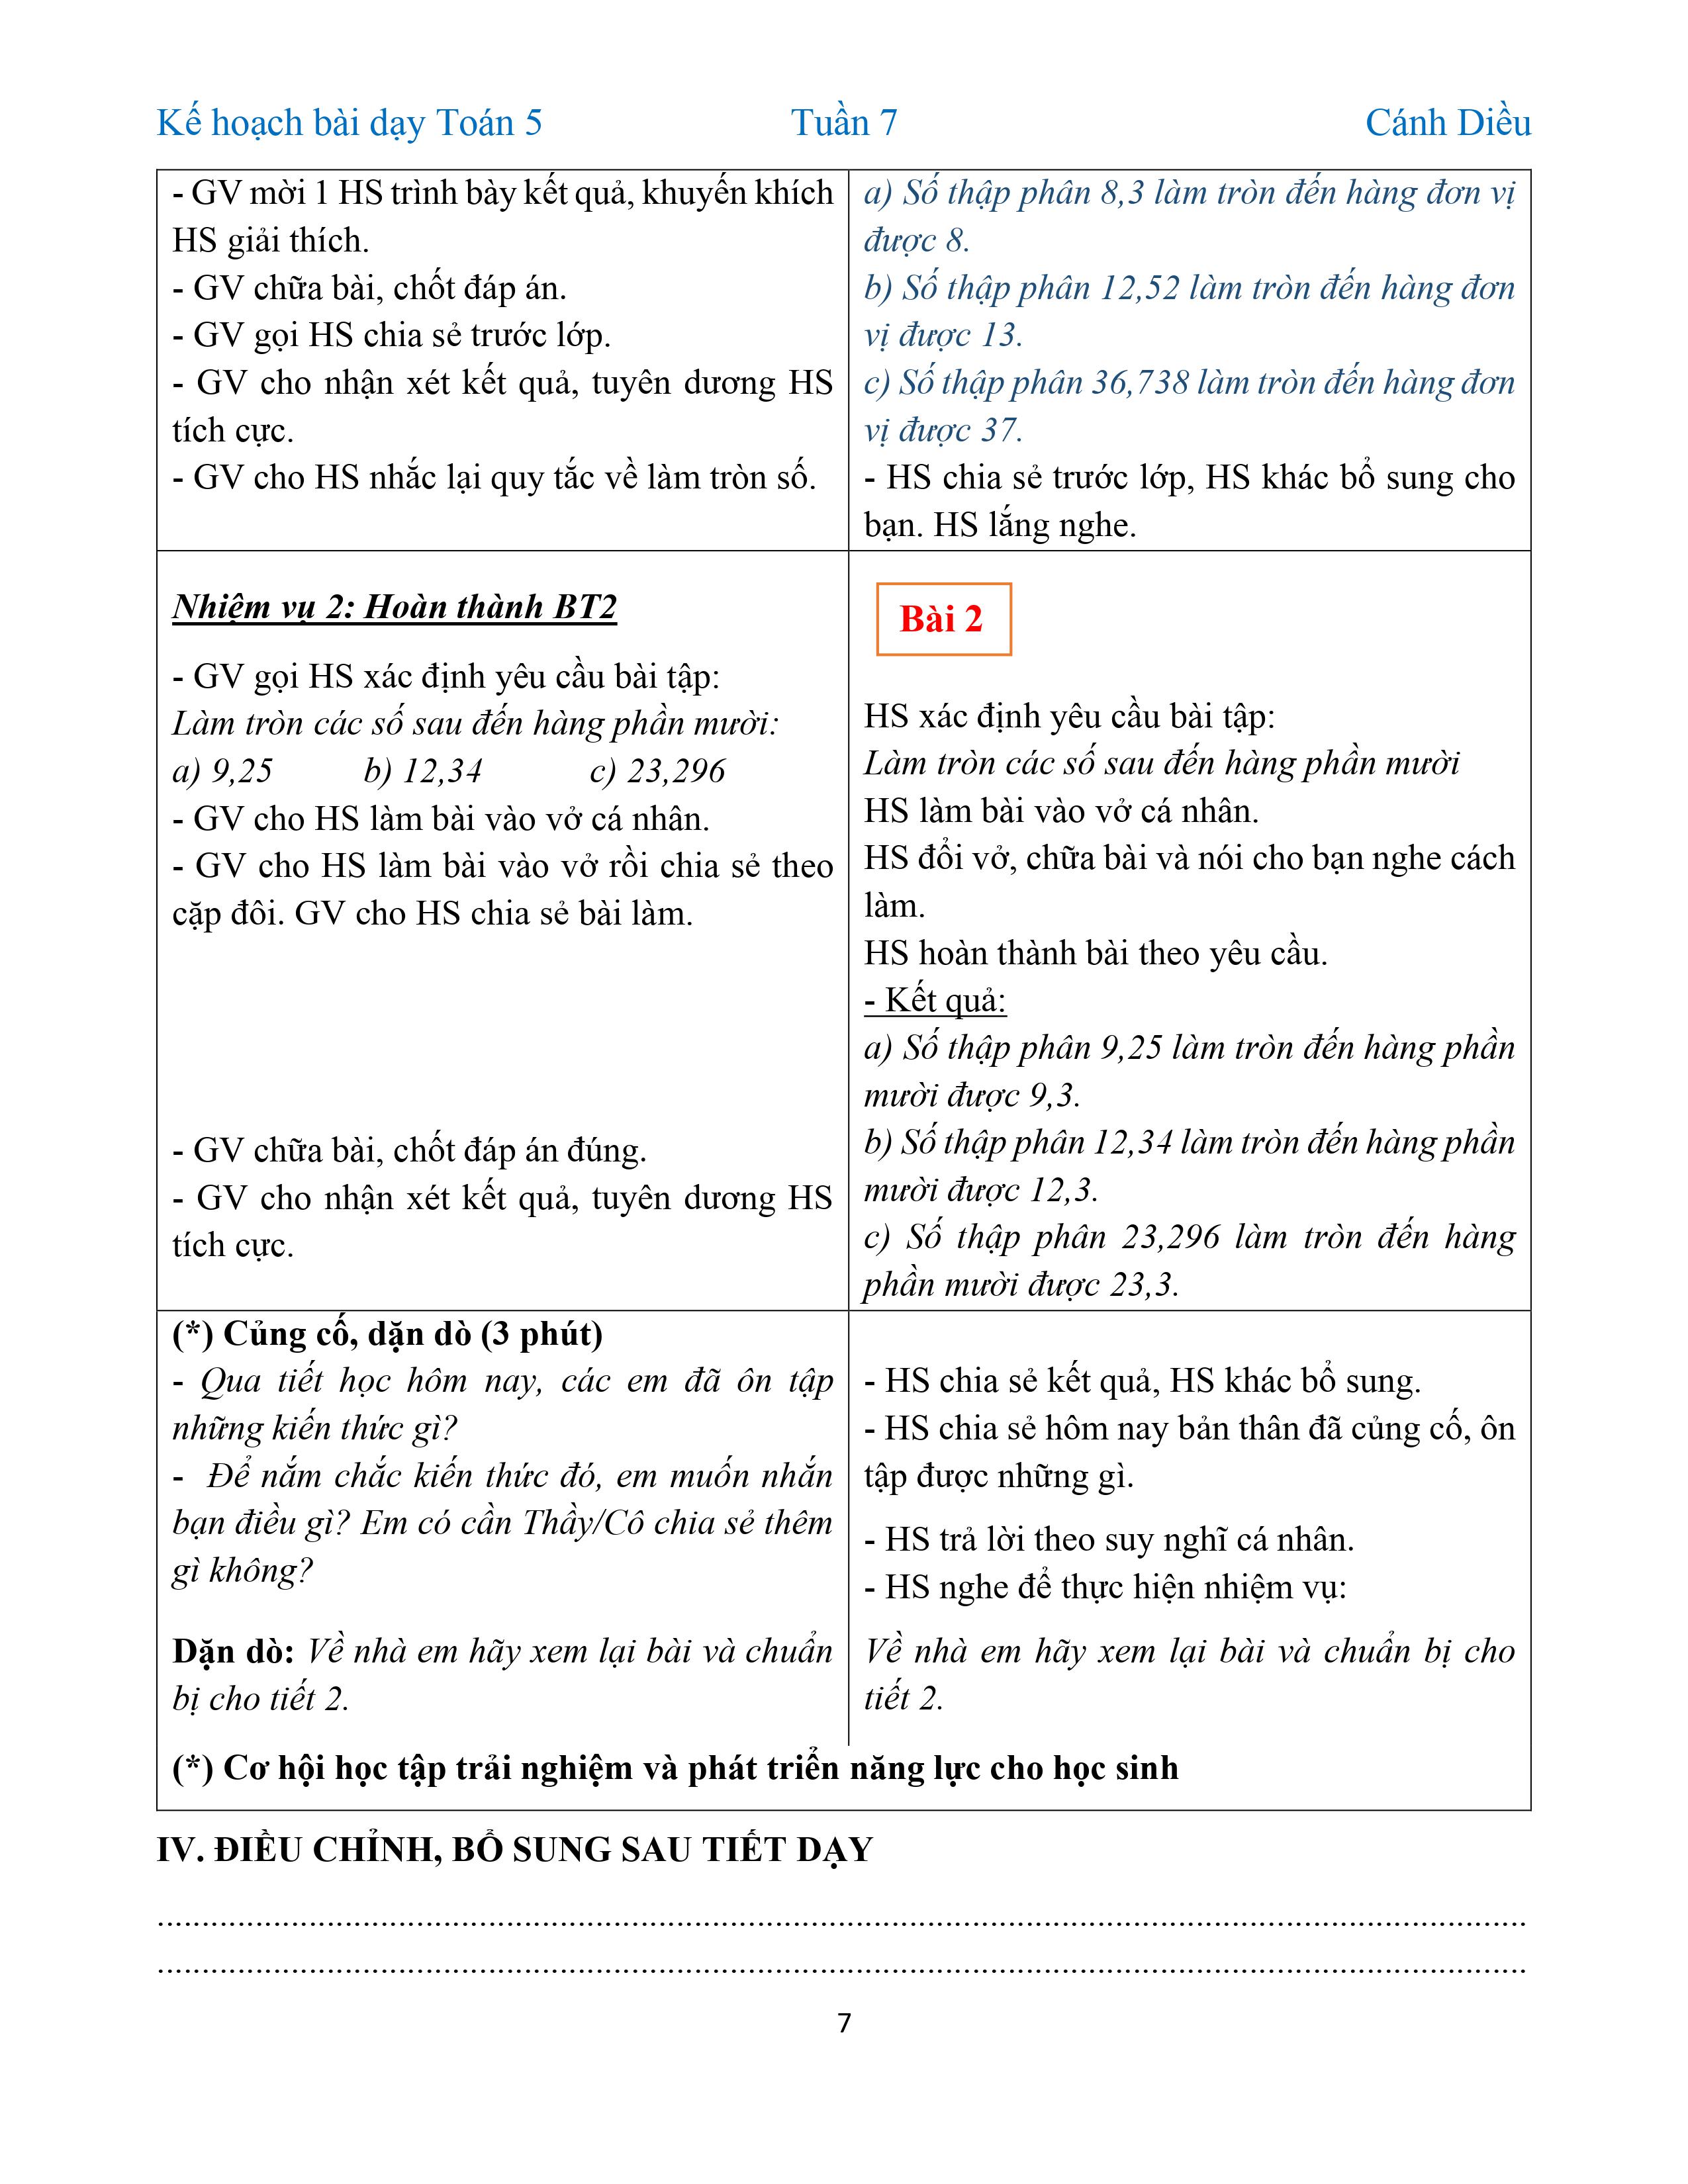 Kế hoạch bài dạy Toán 5 Tuần 7 Cánh Diều
- GV mời 1 HS trình bày kết quả, khuyến khích
HS giải thích.
- GV chữa bài, chốt đáp án.
- GV gọi HS chia sẻ trước lớp.
- GV cho nhận xét kết quả, tuyên dương HS
tích cực.
- GV cho HS nhắc lại quy tắc về làm tròn số.
a) Số thập phân 8,3 làm tròn đến hàng đơn vị
được 8.
b) Số thập phân 12,52 làm tròn đến hàng đơn
vị được 13.
c) Số thập phân 36,738 làm tròn đến hàng đơn
vị được 37.
- HS chia sẻ trước lớp, HS khác bổ sung cho
bạn. HS lắng nghe.
Nhiệm vụ 2: Hoàn thành BT2
- GV gọi HS xác định yêu cầu bài tập:
Làm tròn các số sau đến hàng phần mười:
a) 9,25 b) 12,34 c) 23,296
- GV cho HS làm bài vào vở cá nhân.
- GV cho HS làm bài vào vở rồi chia sẻ theo
cặp đôi. GV cho HS chia sẻ bài làm.
- GV chữa bài, chốt đáp án đúng.
- GV cho nhận xét kết quả, tuyên dương HS
tích cực.
Bài 2
HS xác định yêu cầu bài tập:
Làm tròn các số sau đến hàng phần mười
HS làm bài vào vở cá nhân.
HS đổi vở, chữa bài và nói cho bạn nghe cách
làm.
HS hoàn thành bài theo yêu cầu.
- Kết quả:
a) Số thập phân 9,25 làm tròn đến hàng phần
mười được 9,3.
b) Số thập phân 12,34 làm tròn đến hàng phần
mười được 12,3.
c) Số thập phân 23,296 làm tròn đến hàng
phần mười được 23,3.
(*) Củng cố, dặn dò (3 phút)
- Qua tiết học hôm nay, các em đã ôn tập
những kiến thức gì?
- Để nắm chắc kiến thức đó, em muốn nhắn
bạn điều gì? Em có cần Thầy/Cô chia sẻ thêm
gì không?
Dặn dò: Về nhà em hãy xem lại bài và chuẩn
bị cho tiết 2.
- HS chia sẻ kết quả, HS khác bổ sung.
- HS chia sẻ hôm nay bản thân đã củng cố, ôn
tập được những gì.
- HS trả lời theo suy nghĩ cá nhân.
- HS nghe để thực hiện nhiệm vụ:
Về nhà em hãy xem lại bài và chuẩn bị cho
tiết 2.
(*) Cơ hội học tập trải nghiệm và phát triển năng lực cho học sinh
IV. ĐIỀU CHỈNH, BỔ SUNG SAU TIẾT DẠY
................................................................................
................................................................................
7